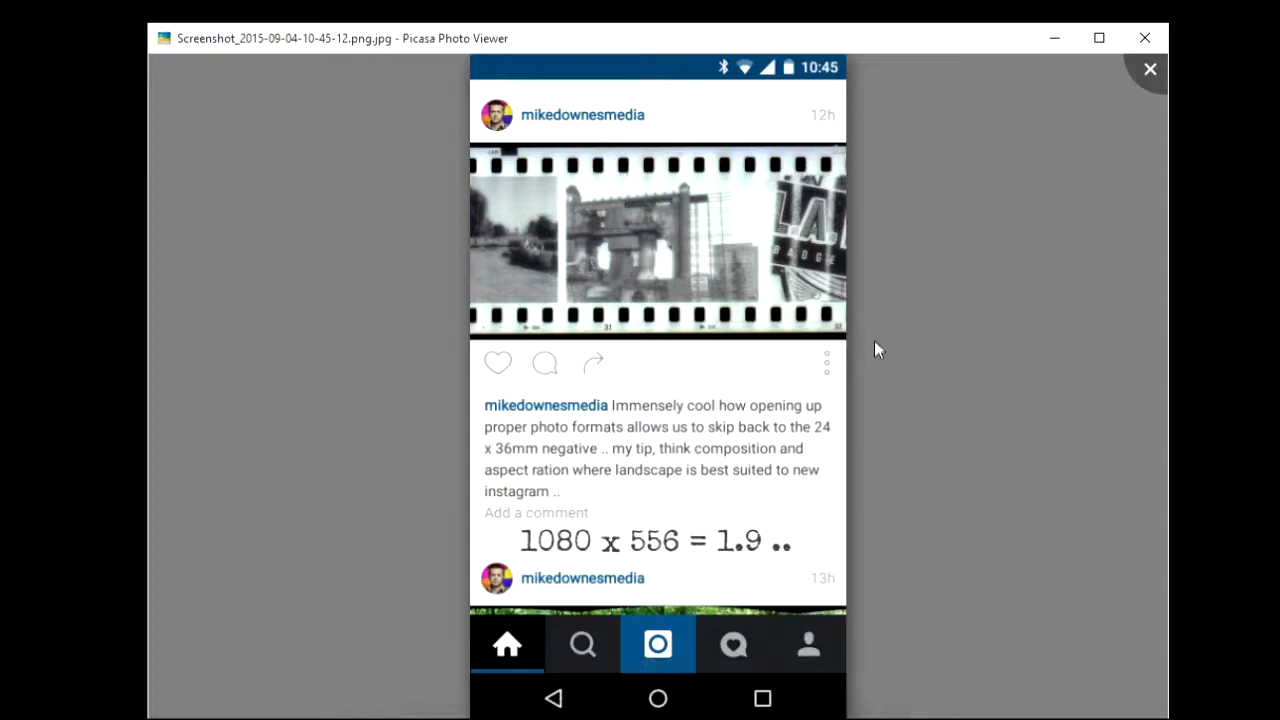 Screenshot_2015-09-04-10-45-12.png.jpg - Picasa Photo Viewer
10:45
mikedownesmedia 12h
L.A.
BADGE
31
32
mikedownesmedia Immensely cool how opening up
proper photo formats allows us to skip back to the 24
x 36mm negative .. my tip, think composition and
aspect ration where landscape is best suited to new
instagram ..
Add a comment
1080 x 556 = 1.9 ..
mikedownesmedia 13h